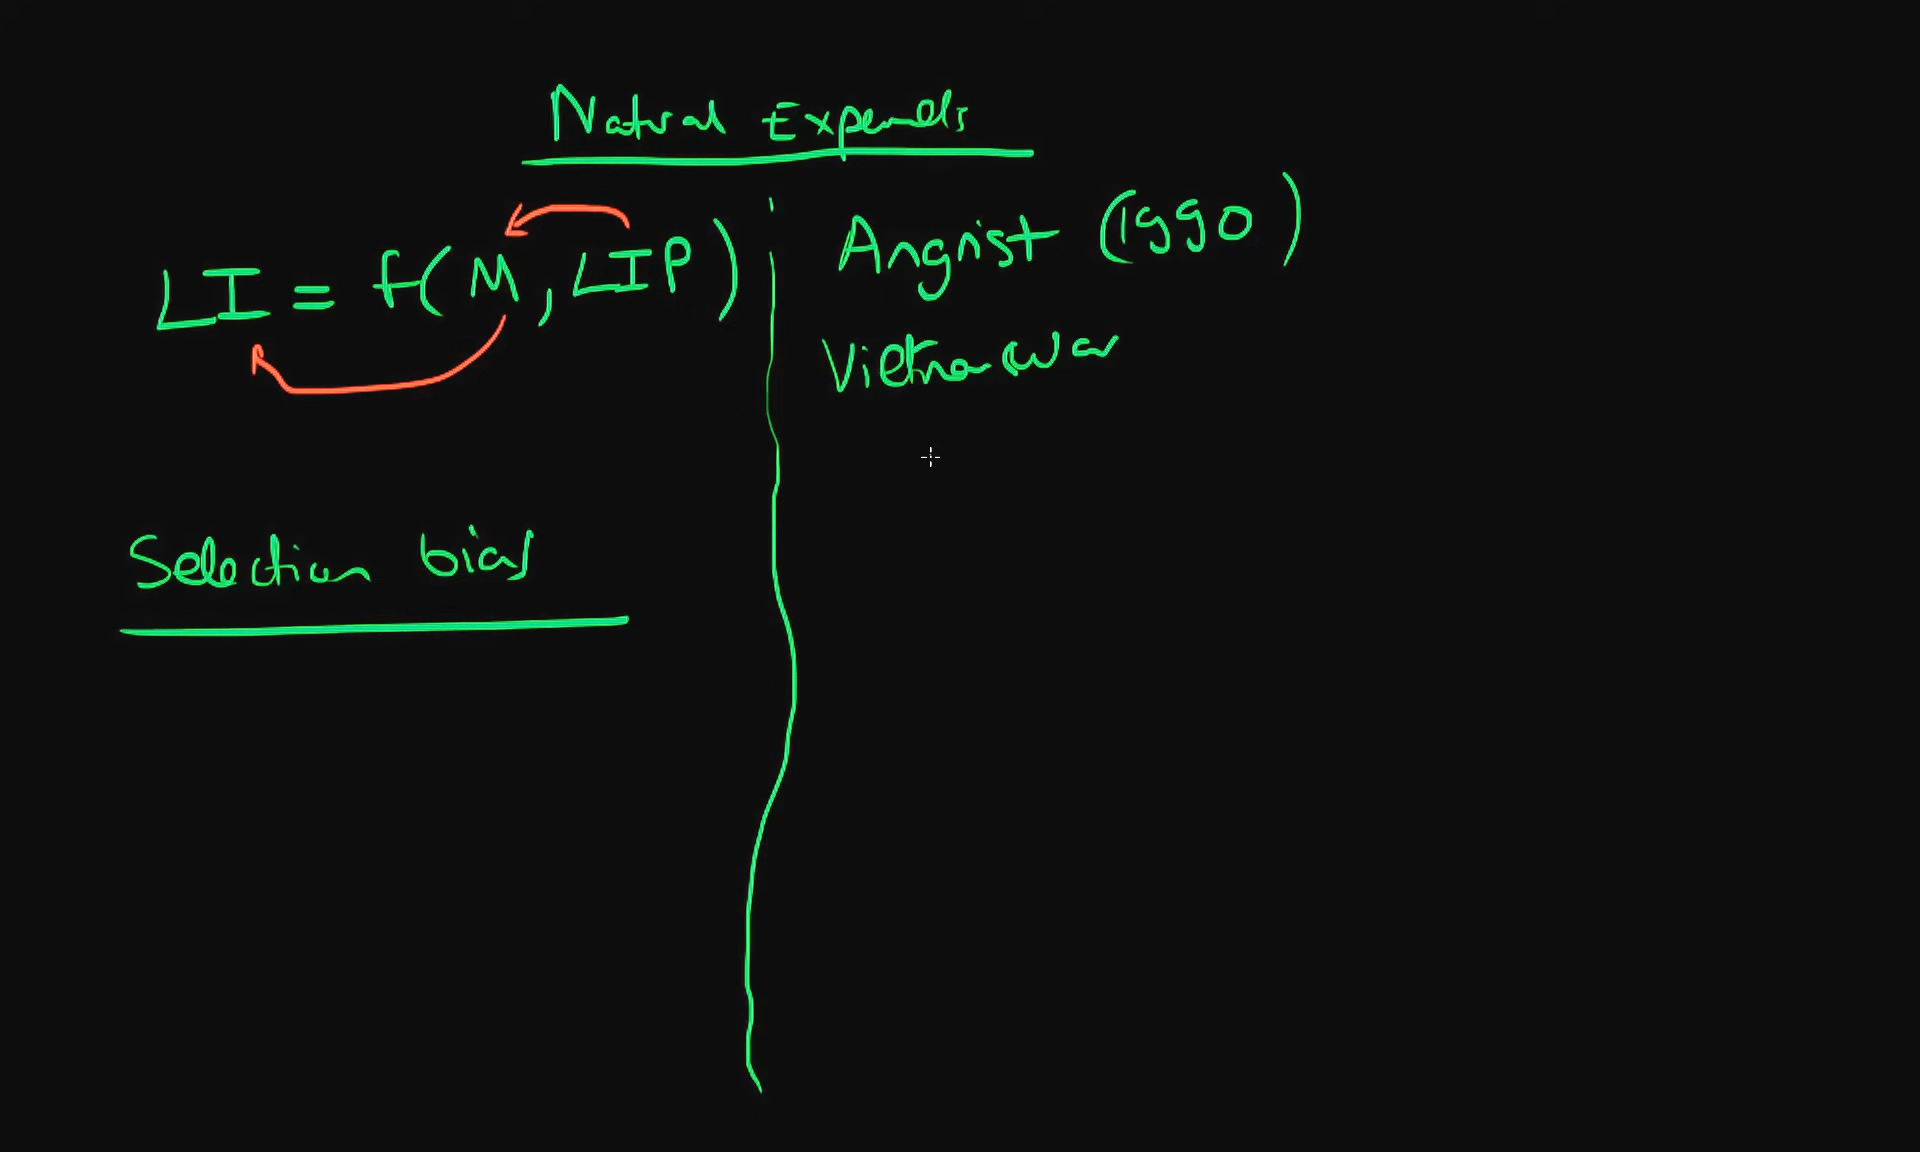 Natural Experiments
LI = f(M, LIP)
Selection bias
Angrist (1990)
Vietnam War